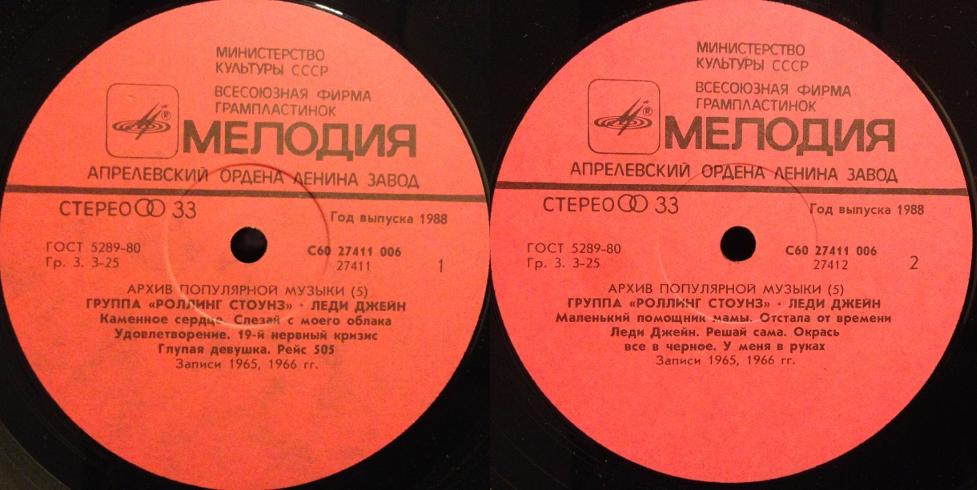 МИНИСТЕРСТВО
КУЛЬТУРЫ СССР
ВСЕСОЮЗНАЯ ФИРМА
ГРАМПЛАСТИНОК
®
МЕЛОДИЯ
АПРЕЛЕВСКИЙ ОРДЕНА ЛЕНИНА ЗАВОД
СТЕРЕО 33
Год выпуска 1988
ГОСТ 5289-80
Гр. 3. 3-25
С60 27411 006
27411
1
АРХИВ ПОПУЛЯРНОЙ МУЗЫКИ (5)
ГРУППА «РОЛЛИНГ СТОУНЗ» · ЛЕДИ ДЖЕЙН
Каменное сердце. Слезай с моего облака
Удовлетворение. 19-й нервный кризис
Глупая девушка. Рейс 505
Записи 1965, 1966 гг.
МИНИСТЕРСТВО
КУЛЬТУРЫ СССР
ВСЕСОЮЗНАЯ ФИРМА
ГРАМПЛАСТИНОК
®
МЕЛОДИЯ
АПРЕЛЕВСКИЙ ОРДЕНА ЛЕНИНА ЗАВОД
СТЕРЕО 33
Год выпуска 1988
ГОСТ 5289-80
Гр. 3. 3-25
С60 27411 006
27412
2
АРХИВ ПОПУЛЯРНОЙ МУЗЫКИ (5)
ГРУППА «РОЛЛИНГ СТОУНЗ» · ЛЕДИ ДЖЕЙН
Маленький помощник мамы. Отстала от времени
Леди Джейн. Решай сама. Окрась
все в черное. У меня в руках
Записи 1965, 1966 гг.